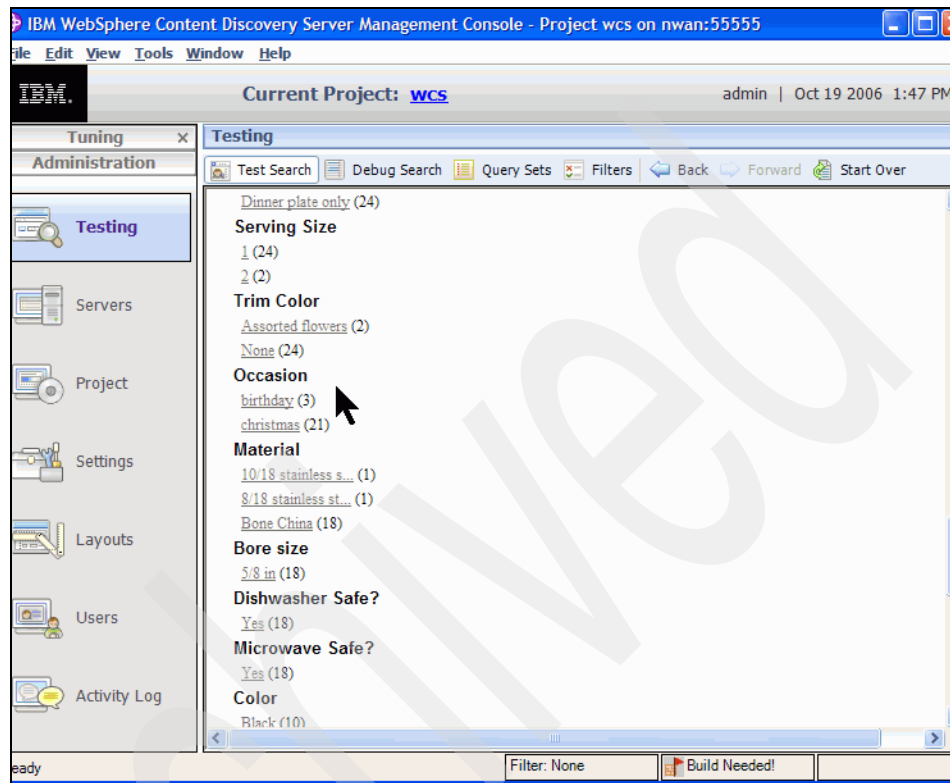 IBM WebSphere Content Discovery Server Management Console - Project wcs on nwan:55555
File Edit View Tools Window Help
IBM.
Current Project: wcs
admin | Oct 19 2006 1:47 PM
Tuning ×
Administration
Testing
Servers
Project
Settings
Layouts
Users
Activity Log
Testing
Test Search Debug Search Query Sets Filters Back Forward Start Over
Dinner plate only (24)
Serving Size
1 (24)
2 (2)
Trim Color
Assorted flowers (2)
None (24)
Occasion
birthday (3)
christmas (21)
Material
10/18 stainless s... (1)
8/18 stainless st... (1)
Bone China (18)
Bore size
5/8 in (18)
Dishwasher Safe?
Yes (18)
Microwave Safe?
Yes (18)
Color
Black (10)
eady
Filter: None
Build Needed!
hived